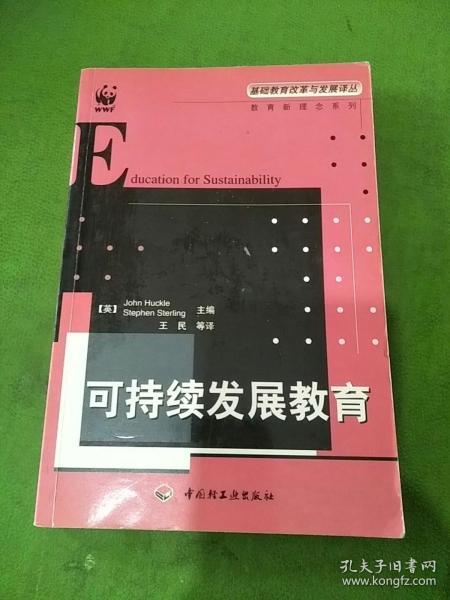 WWF
基础教育改革与发展译丛
教育新理念系列
Education for Sustainability
【英】 John Huckle
Stephen Sterling 主编
王民 等译
可持续发展教育
中国轻工业出版社
孔夫子旧书网
www.kongfz.com